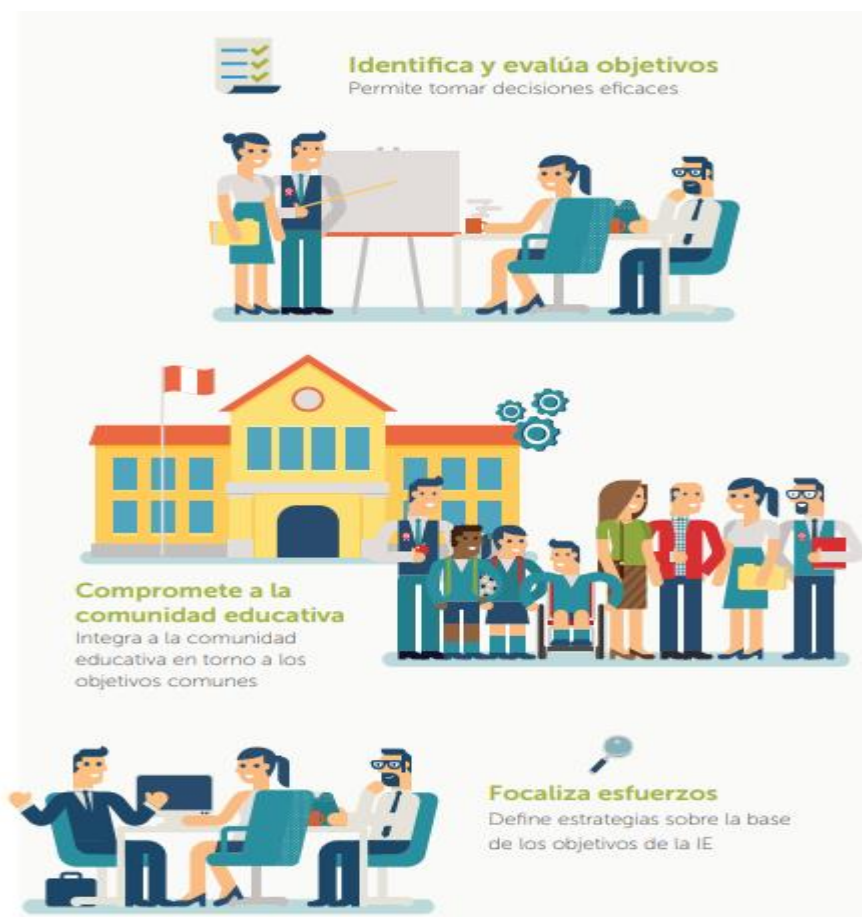 Identifica y evalúa objetivos
Permite tomar decisiones eficaces
Compromete a la
comunidad educativa
Integra a la comunidad
educativa en torno a los
objetivos comunes
Focaliza esfuerzos
Define estrategias sobre la base
de los objetivos de la IE